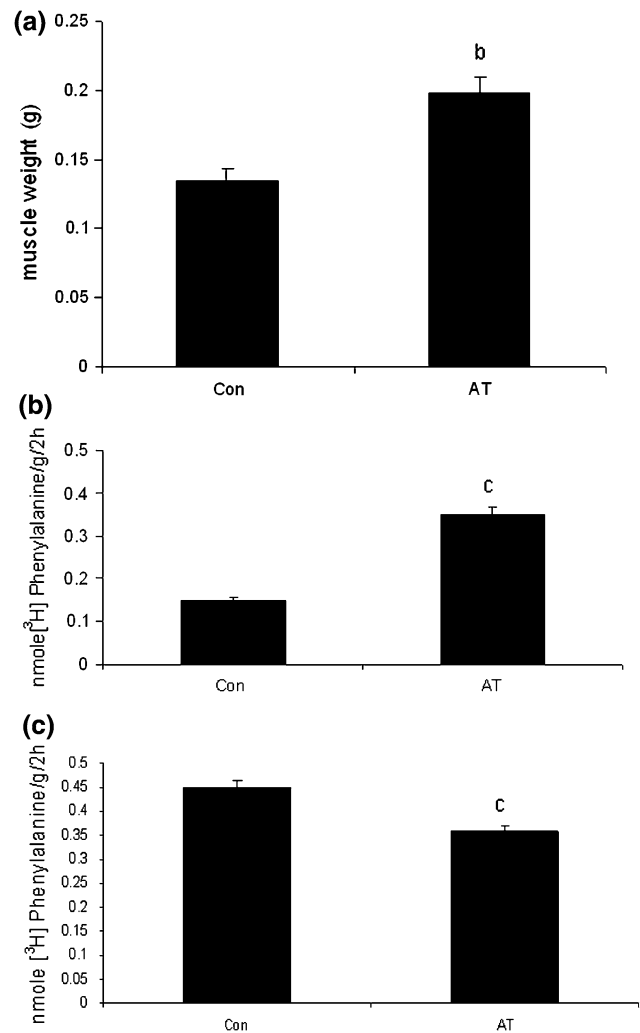 (a)
muscle weight (g)
0.25
0.2
0.15
0.1
0.05
0
b
Con
AT
(b)
nmole[³H] Phenylalanine/g/2h
0.5
0.4
0.3
0.2
0.1
0
C
Con
AT
(c)
nmole [³H] Phenylalanine/g/2h
0.5
0.45
0.4
0.35
0.3
0.25
0.2
0.15
0.1
0.05
0
C
Con
AT